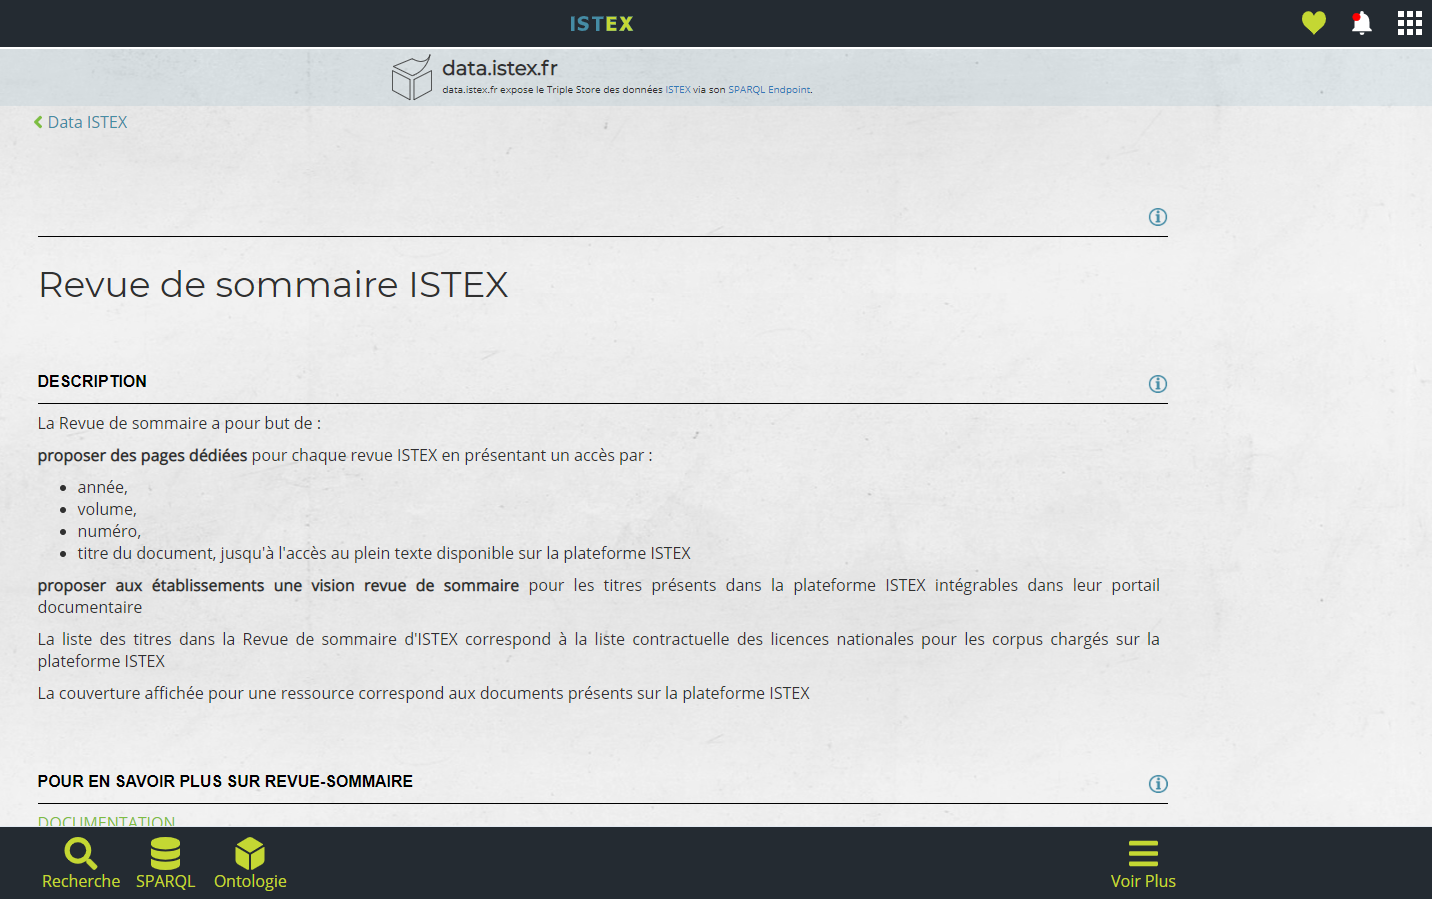 ISTEX
data.istex.fr
data.istex.fr expose le Triple Store des données ISTEX via son SPARQL Endpoint.
Data ISTEX
Revue de sommaire ISTEX
DESCRIPTION
La Revue de sommaire a pour but de :
proposer des pages dédiées pour chaque revue ISTEX en présentant un accès par :
année,
volume,
numéro,
titre du document, jusqu'à l'accès au plein texte disponible sur la plateforme ISTEX
proposer aux établissements une vision revue de sommaire pour les titres présents dans la plateforme ISTEX intégrables dans leur portail
documentaire
La liste des titres dans la Revue de sommaire d'ISTEX correspond à la liste contractuelle des licences nationales pour les corpus chargés sur la
plateforme ISTEX
La couverture affichée pour une ressource correspond aux documents présents sur la plateforme ISTEX
POUR EN SAVOIR PLUS SUR REVUE-SOMMAIRE
DOCUMENTATION
Recherche SPARQL Ontologie Voir Plus